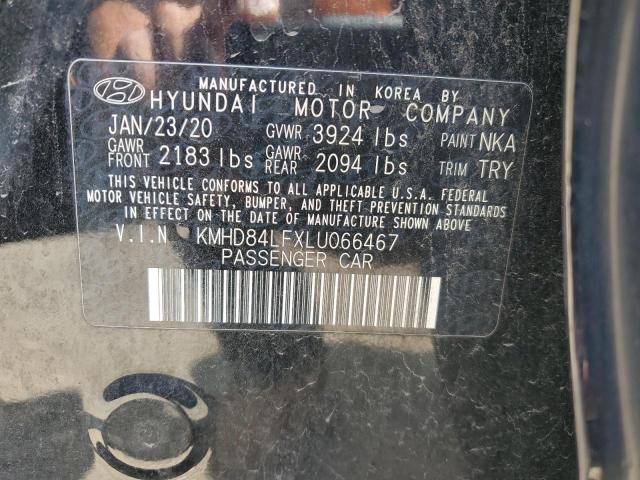 MANUFACTURED IN KOREA BY
HYUNDAI MOTOR COMPANY
JAN/23/20 GVWR 3924 lbs PAINT NKA
GAWR FRONT 2183 lbs GAWR REAR 2094 lbs TRIM TRY
THIS VEHICLE CONFORMS TO ALL APPLICABLE U.S.A. FEDERAL
MOTOR VEHICLE SAFETY, BUMPER, AND THEFT PREVENTION STANDARDS
IN EFFECT ON THE DATE OF MANUFACTURE SHOWN ABOVE
V.I.N KMHD84LFXLU066467
PASSENGER CAR